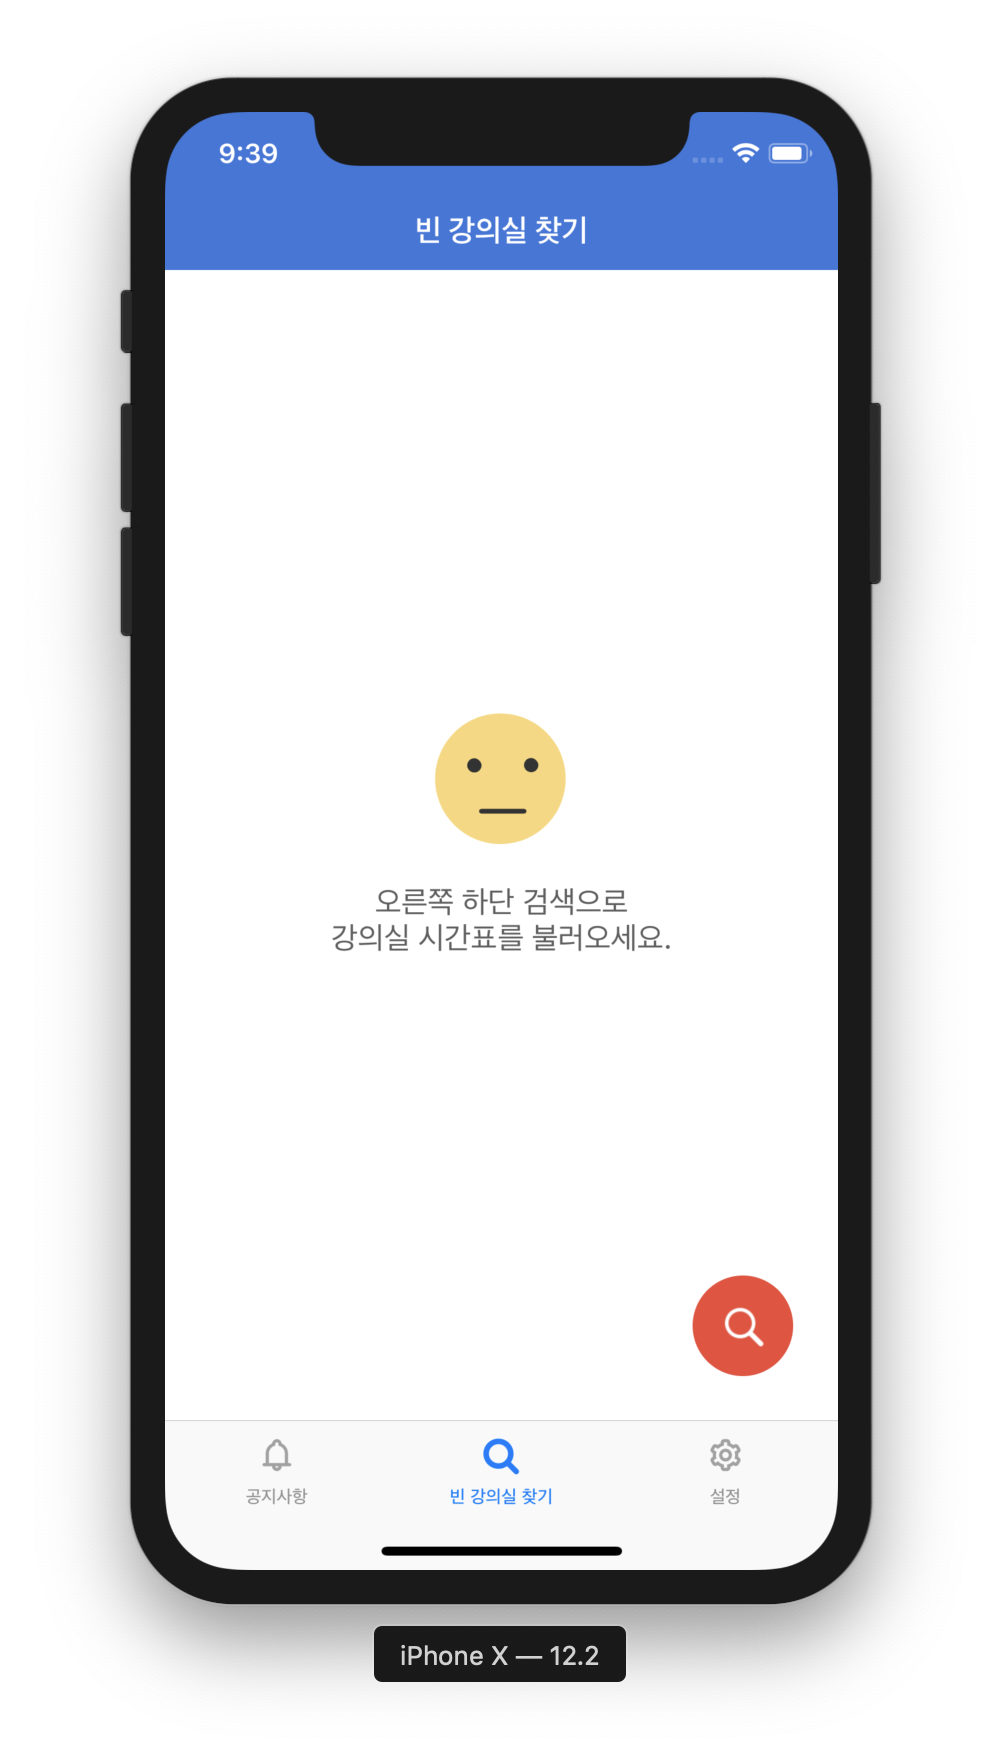 9:39
빈 강의실 찾기
오른쪽 하단 검색으로
강의실 시간표를 불러오세요.
공지사항
빈 강의실 찾기
설정
iPhone X — 12.2